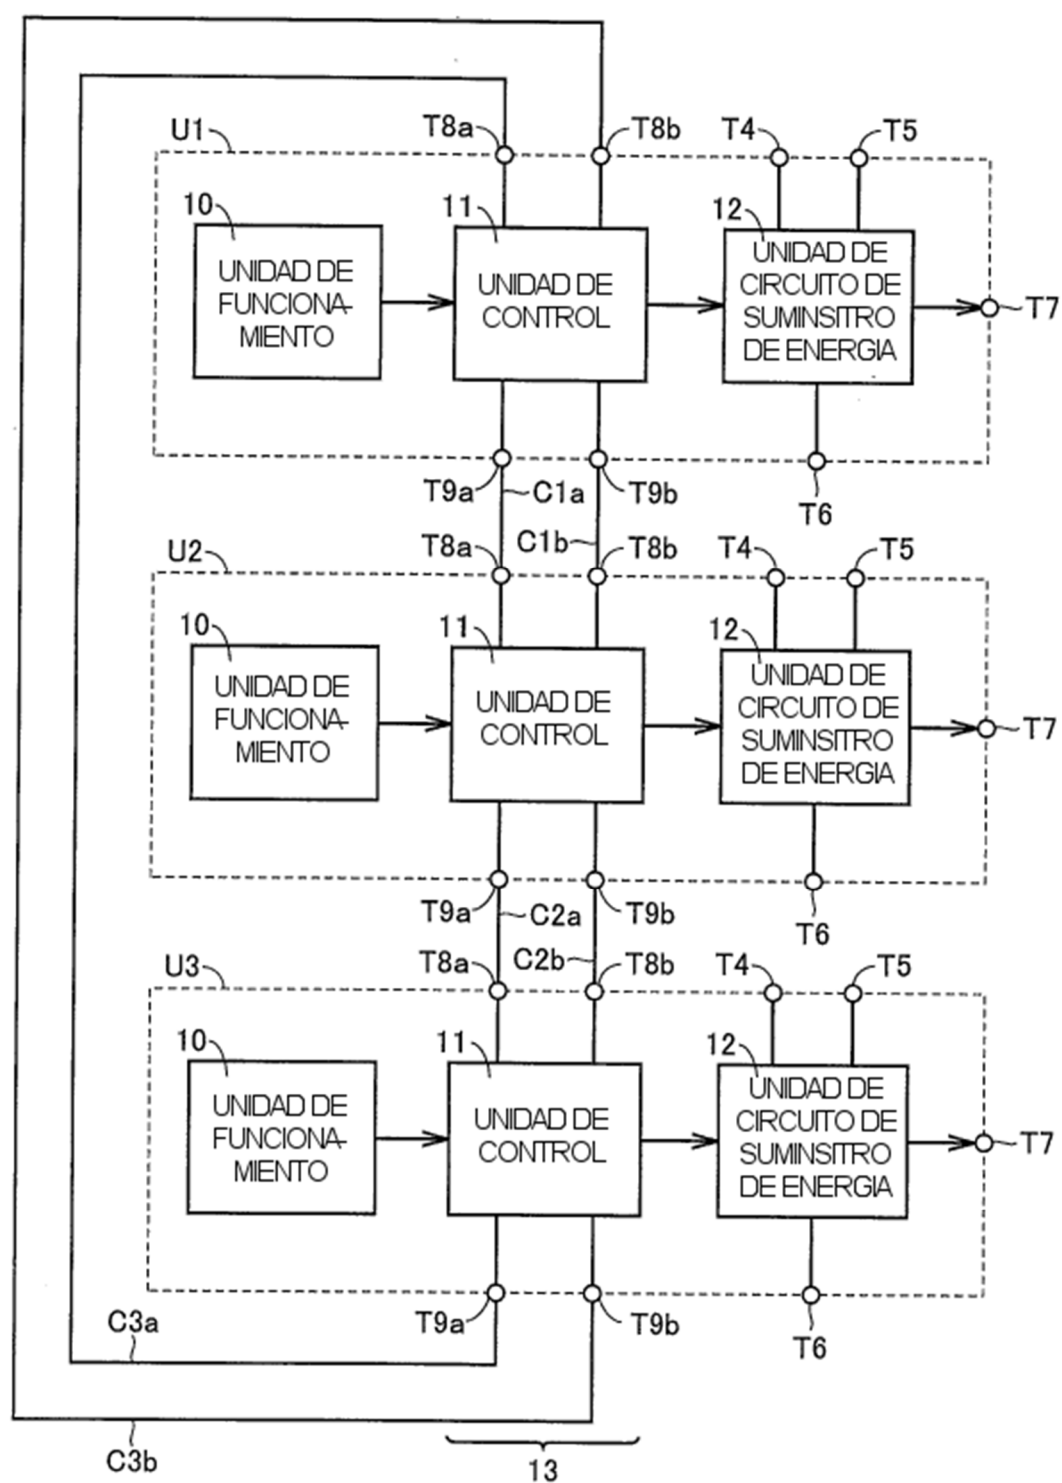 T8a
T8b
T4
T5
U1
10
UNIDAD DE
FUNCIONA-
MIENTO
11
UNIDAD DE
CONTROL
12
UNIDAD DE
CIRCUITO DE
SUMINSITRO
DE ENERGIA
T7
T9a
C1a
T9b
T6
U2
T8a
C1b
T8b
T4
T5
10
UNIDAD DE
FUNCIONA-
MIENTO
11
UNIDAD DE
CONTROL
12
UNIDAD DE
CIRCUITO DE
SUMINSITRO
DE ENERGIA
T7
T9a
C2a
T9b
T6
U3
T8a
C2b
T8b
T4
T5
10
UNIDAD DE
FUNCIONA-
MIENTO
11
UNIDAD DE
CONTROL
12
UNIDAD DE
CIRCUITO DE
SUMINSITRO
DE ENERGIA
T7
C3a
T9a
T9b
T6
C3b
13